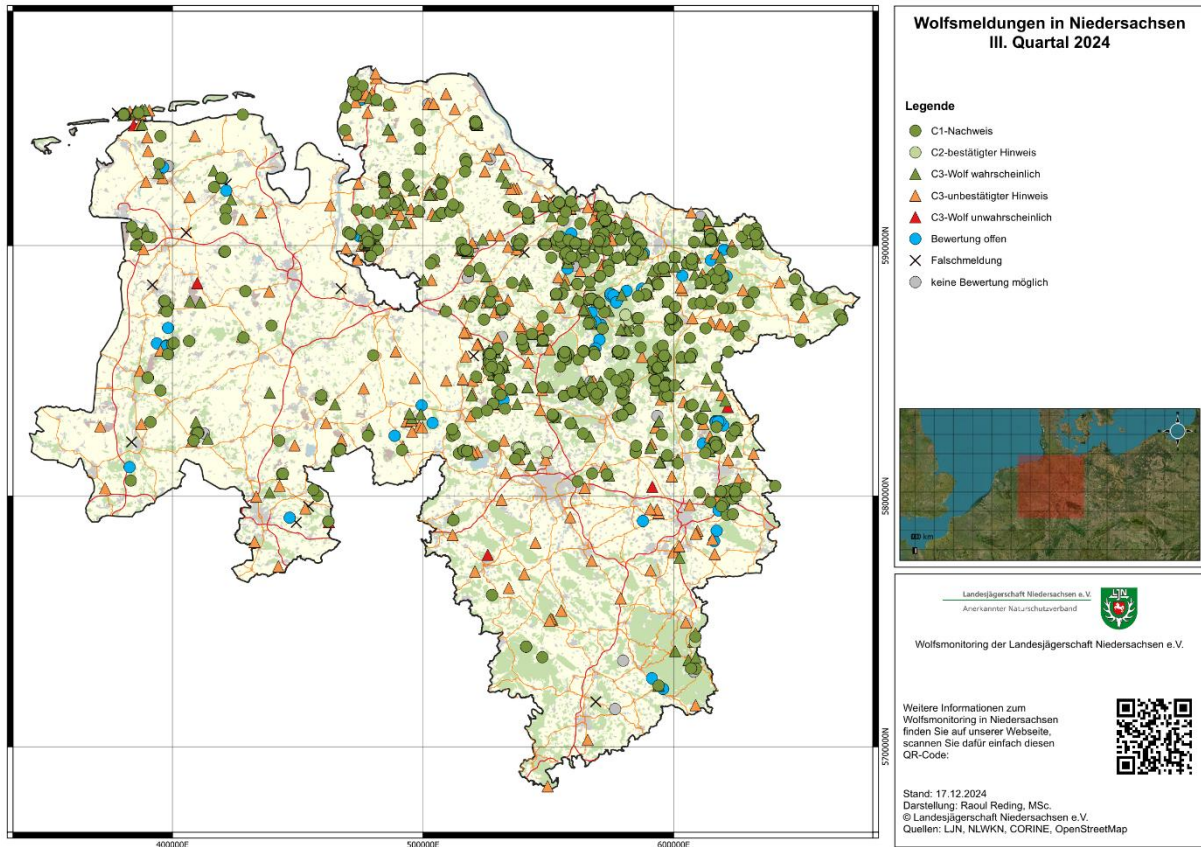 Wolfsmeldungen in Niedersachsen
III. Quartal 2024
Legende
C1-Nachweis
C2-bestätigter Hinweis
C3-Wolf wahrscheinlich
C3-unbestätigter Hinweis
C3-Wolf unwahrscheinlich
Bewertung offen
Falschmeldung
keine Bewertung möglich
5900000N
5800000N
5700000N
400000E
500000E
600000E
km
Landesjägerschaft Niedersachsen e.V.
Anerkannter Naturschutzverband
LJN
Wolfsmonitoring der Landesjägerschaft Niedersachsen e.V.
Weitere Informationen zum
Wolfsmonitoring in Niedersachsen
finden Sie auf unserer Webseite,
scannen Sie dafür einfach diesen
QR-Code:
Stand: 17.12.2024
Darstellung: Raoul Reding, MSc.
© Landesjägerschaft Niedersachsen e.V.
Quellen: LJN, NLWKN, CORINE, OpenStreetMap